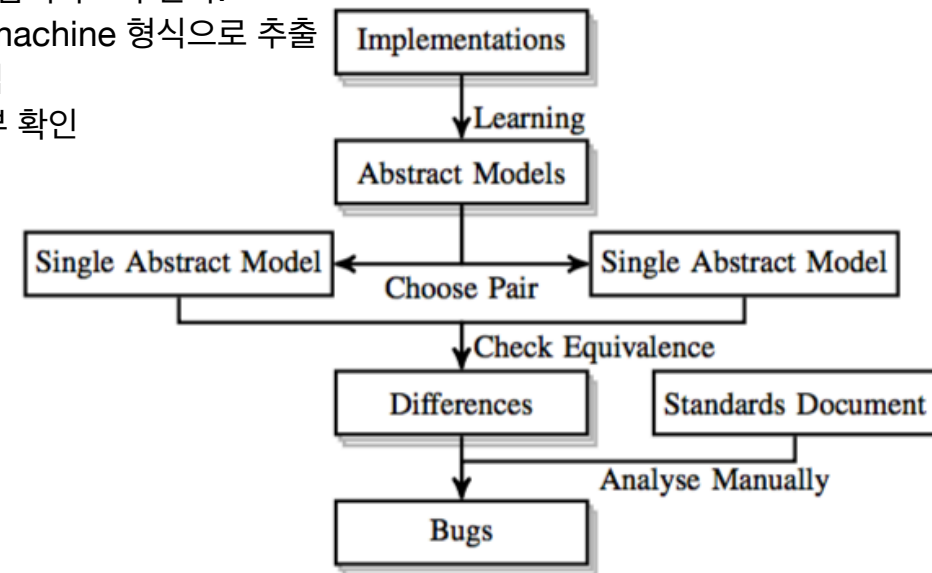 machine 형식으로 추출
확인
Implementations
Learning
Abstract Models
Single Abstract Model
Single Abstract Model
Choose Pair
Check Equivalence
Differences
Standards Document
Analyse Manually
Bugs